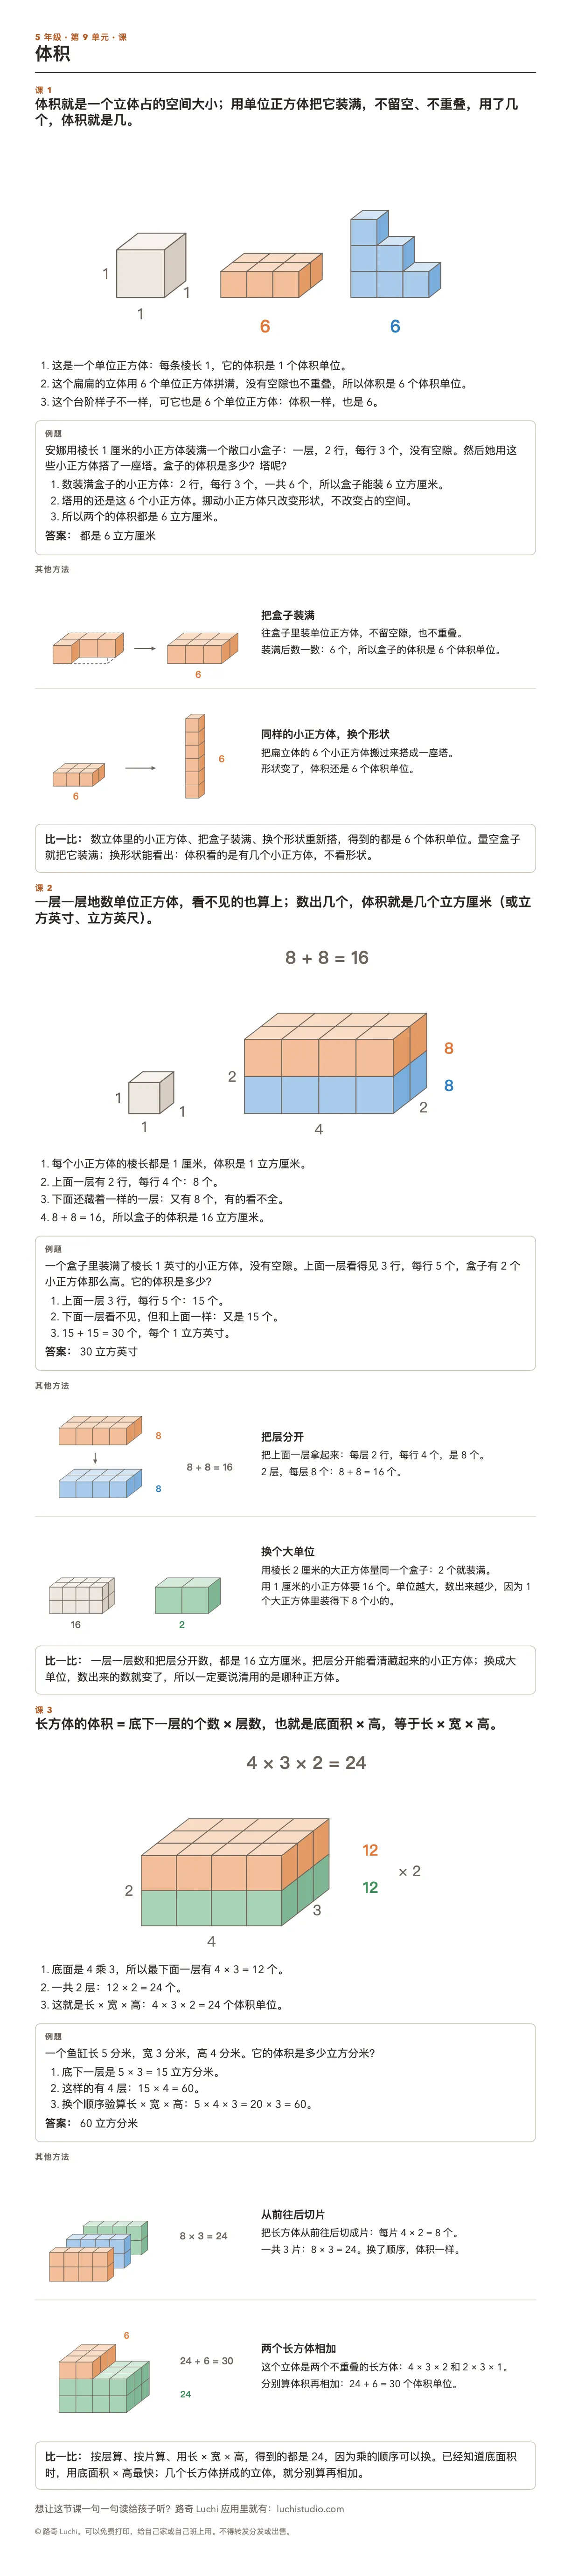 5 年级 · 第 9 单元 · 课
体积
课 1
体积就是一个立体占的空间大小；用单位正方体把它装满，不留空、不重叠，用了几
个，体积就是几。
1
1
1
6
6
1. 这是一个单位正方体：每条棱长 1，它的体积是 1 个体积单位。
2. 这个扁扁的立体用 6 个单位正方体拼满，没有空隙也不重叠，所以体积是 6 个体积单位。
3. 这个台阶样子不一样，可它也是 6 个单位正方体：体积一样，也是 6。
例题
安娜用棱长 1 厘米的小正方体装满一个敞口小盒子：一层，2 行，每行 3 个，没有空隙。然后她用这
些小正方体搭了一座塔。盒子的体积是多少？塔呢？
1. 数装满盒子的小正方体：2 行，每行 3 个，一共 6 个，所以盒子能装 6 立方厘米。
2. 塔用的还是这 6 个小正方体。挪动小正方体只改变形状，不改变占的空间。
3. 所以两个的体积都是 6 立方厘米。
答案： 都是 6 立方厘米
其他方法
6
把盒子装满
往盒子里装单位正方体，不留空隙，也不重叠。
装满后数一数：6 个，所以盒子的体积是 6 个体积单位。
6
6
同样的小正方体，换个形状
把扁立体的 6 个小正方体搬过来搭成一座塔。
形状变了，体积还是 6 个体积单位。
比一比： 数立体里的小正方体、把盒子装满、换个形状重新搭，得到的都是 6 个体积单位。量空盒子
就把它装满；换形状能看出：体积看的是有几个小正方体，不看形状。
课 2
一层一层地数单位正方体，看不见的也算上；数出几个，体积就是几个立方厘米（或立
方英寸、立方英尺）。
8 + 8 = 16
1
1
1
2
4
2
8
8
1. 每个小正方体的棱长都是 1 厘米，体积是 1 立方厘米。
2. 上面一层有 2 行，每行 4 个：8 个。
3. 下面还藏着一样的一层：又有 8 个，有的看不全。
4. 8 + 8 = 16，所以盒子的体积是 16 立方厘米。
例题
一个盒子里装满了棱长 1 英寸的小正方体，没有空隙。上面一层看得见 3 行，每行 5 个，盒子有 2 个
小正方体那么高。它的体积是多少？
1. 上面一层 3 行，每行 5 个：15 个。
2. 下面一层看不见，但和上面一样：又是 15 个。
3. 15 + 15 = 30 个，每个 1 立方英寸。
答案： 30 立方英寸
其他方法
8
8
8 + 8 = 16
把层分开
把上面一层拿起来：每层 2 行，每行 4 个，是 8 个。
2 层，每层 8 个：8 + 8 = 16 个。
16
2
换个大单位
用棱长 2 厘米的大正方体量同一个盒子：2 个就装满。
用 1 厘米的小正方体要 16 个。单位越大，数出来越少，因为 1
个大正方体里装得下 8 个小的。
比一比： 一层一层数和把层分开数，都是 16 立方厘米。把层分开能看清藏起来的小正方体；换成大
单位，数出来的数就变了，所以一定要说清用的是哪种正方体。
课 3
长方体的体积 = 底下一层的个数 × 层数，也就是底面积 × 高，等于长 × 宽 × 高。
4 × 3 × 2 = 24
2
4
3
12
12
× 2
1. 底面是 4 乘 3，所以最下面一层有 4 × 3 = 12 个。
2. 一共 2 层：12 × 2 = 24 个。
3. 这就是长 × 宽 × 高：4 × 3 × 2 = 24 个体积单位。
例题
一个鱼缸长 5 分米，宽 3 分米，高 4 分米。它的体积是多少立方分米？
1. 底下一层是 5 × 3 = 15 立方分米。
2. 这样的有 4 层：15 × 4 = 60。
3. 换个顺序验算长 × 宽 × 高：5 × 4 × 3 = 20 × 3 = 60。
答案： 60 立方分米
其他方法
8 × 3 = 24
从前往后切片
把长方体从前往后切成片：每片 4 × 2 = 8 个。
一共 3 片：8 × 3 = 24。换了顺序，体积一样。
6
24 + 6 = 30
24
两个长方体相加
这个立体是两个不重叠的长方体：4 × 3 × 2 和 2 × 3 × 1。
分别算体积再相加：24 + 6 = 30 个体积单位。
比一比： 按层算、按片算、用长 × 宽 × 高，得到的都是 24，因为乘的顺序可以换。已经知道底面积
时，用底面积 × 高最快；几个长方体拼成的立体，就分别算再相加。
想让这节课一句一句读给孩子听？路奇 Luchi 应用里就有：luchistudio.com
© 路奇 Luchi。可以免费打印，给自己家或自己班上用。不得转发分发或出售。